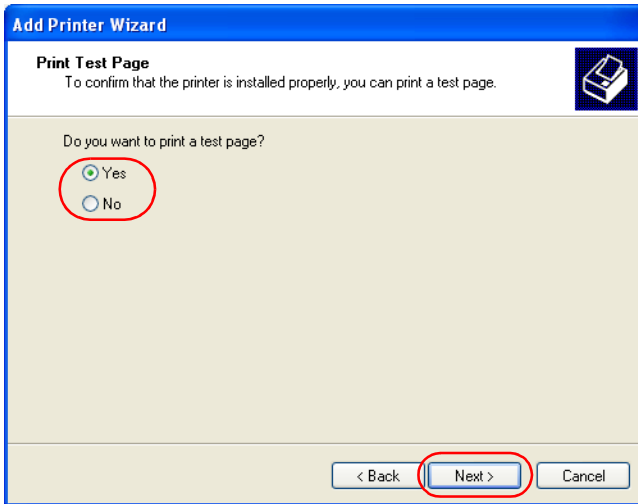 Add Printer Wizard
Print Test Page
To confirm that the printer is installed properly, you can print a test page.
Do you want to print a test page?
Yes
No
< Back
Next >
Cancel